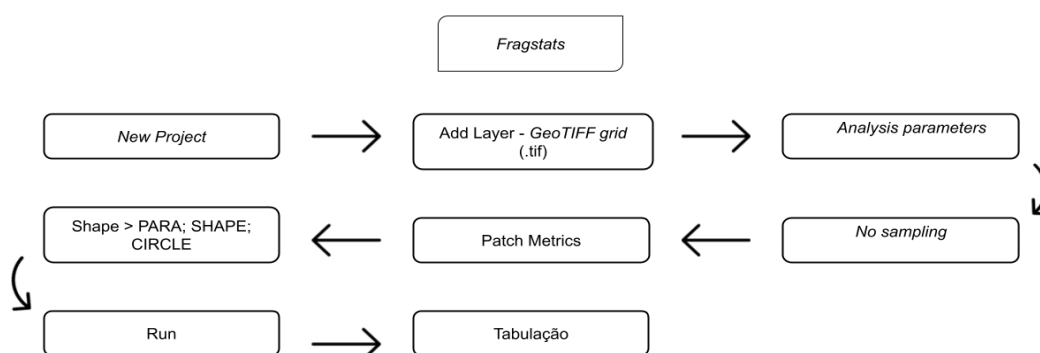 Fragstats
New Project
Add Layer - GeoTIFF grid
(.tif)
Analysis parameters
No sampling
Patch Metrics
Shape > PARA; SHAPE;
CIRCLE
Run
Tabulação